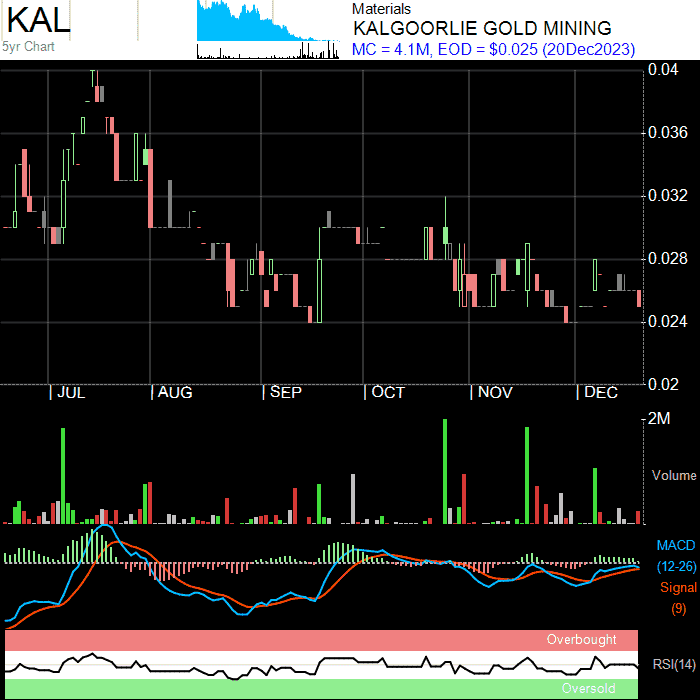 KAL
5yr Chart
Materials
KALGOORLIE GOLD MINING
MC = 4.1M, EOD = $0.025 (20Dec2023)
0.04
0.036
0.032
0.028
0.024
0.02
JUL AUG SEP OCT NOV DEC
2M
Volume
MACD
(12-26)
Signal
(9)
Overbought
RSI(14)
Oversold